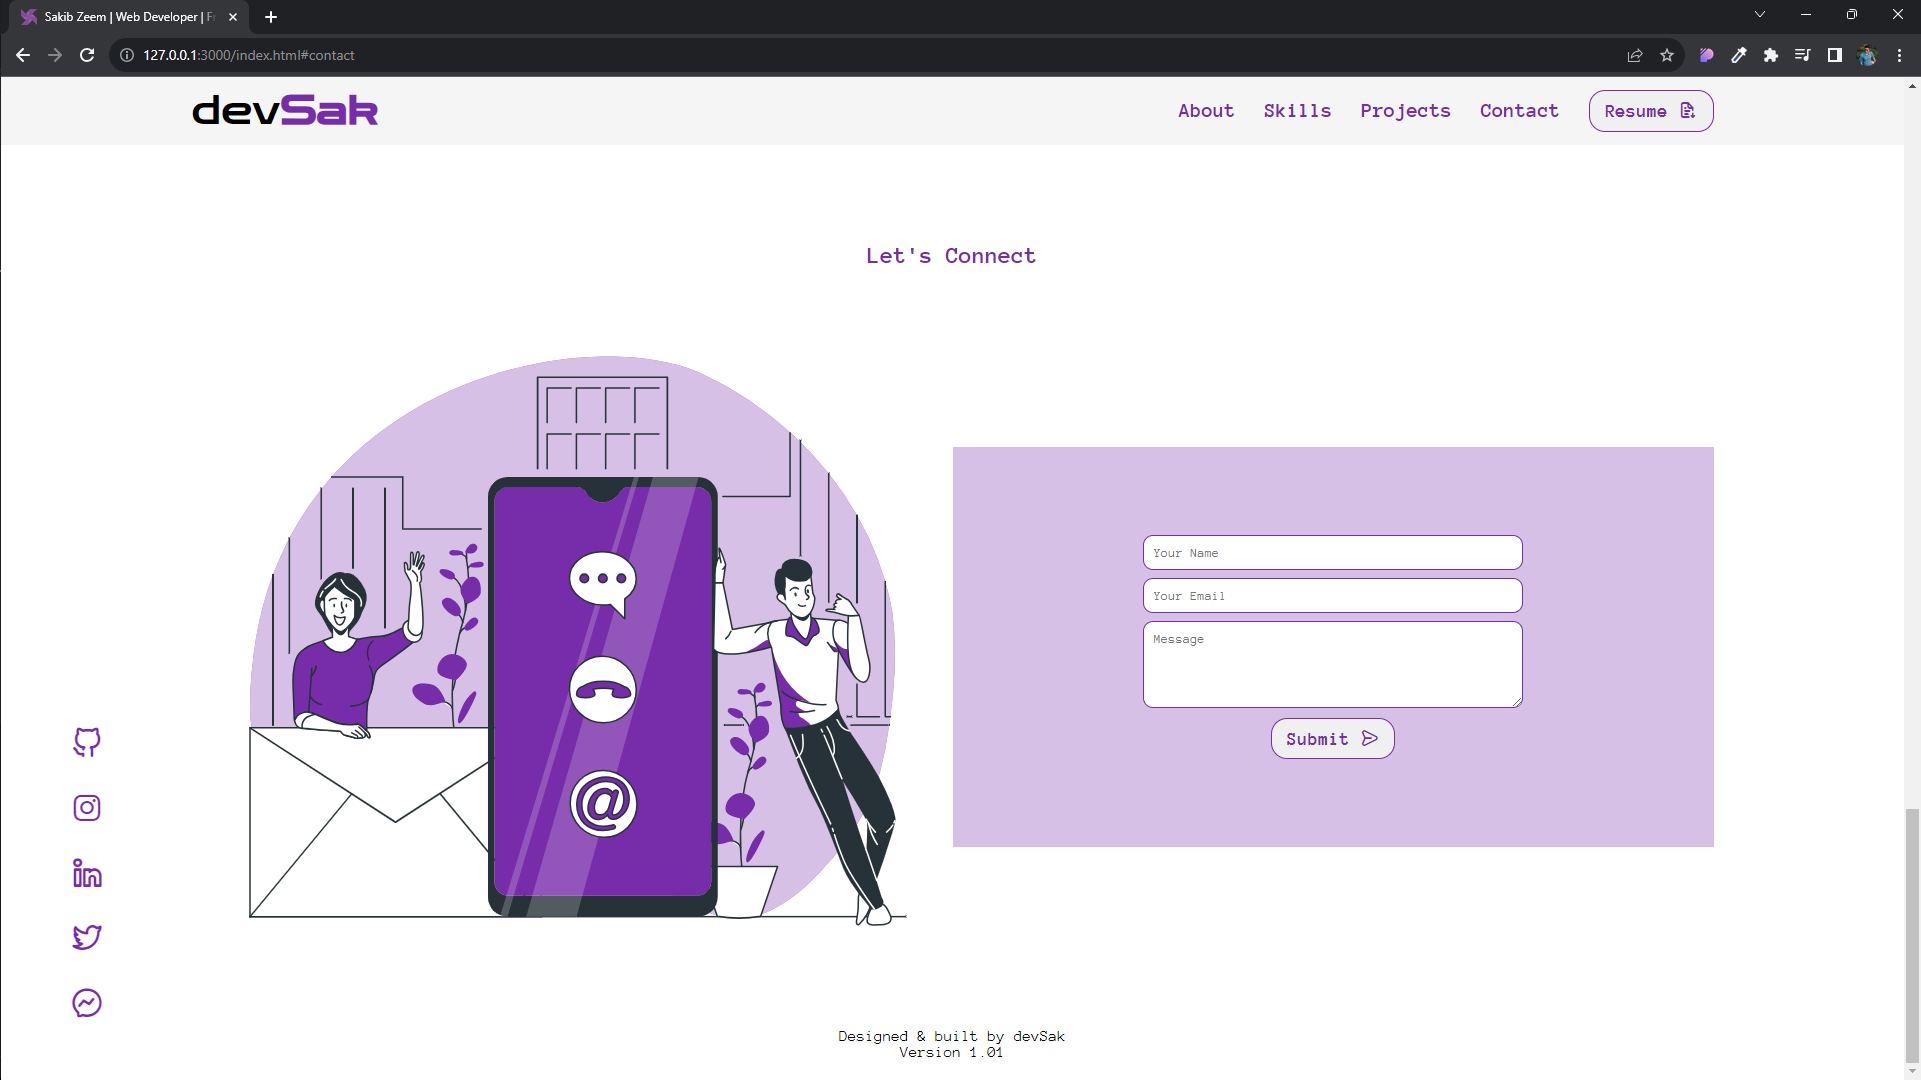 Sakib Zeem | Web Developer | Fr
127.0.0.1:3000/index.html#contact
devSak
About Skills Projects Contact Resume
Let's Connect
Your Name
Your Email
Message
Submit
@
in
Designed & built by devSak
Version 1.01